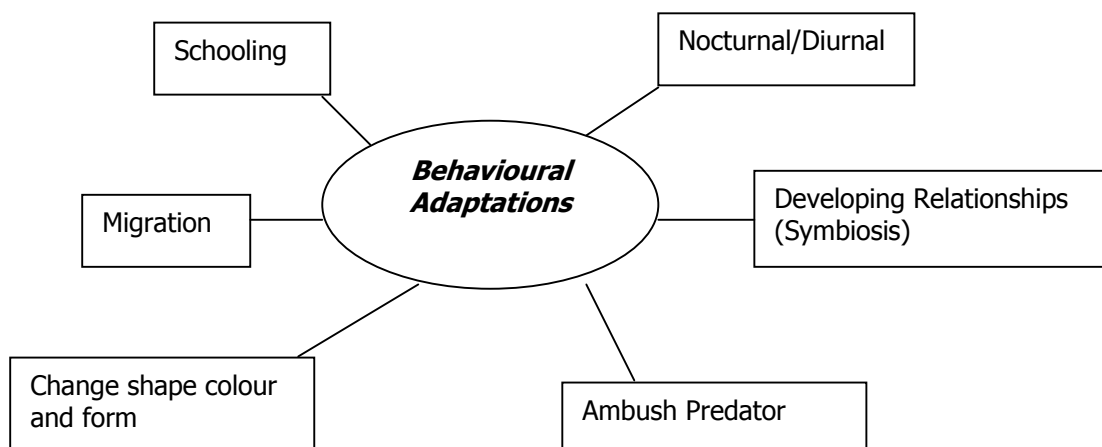 Schooling
Nocturnal/Diurnal
Behavioural
Adaptations
Migration
Developing Relationships
(Symbiosis)
Change shape colour
and form
Ambush Predator